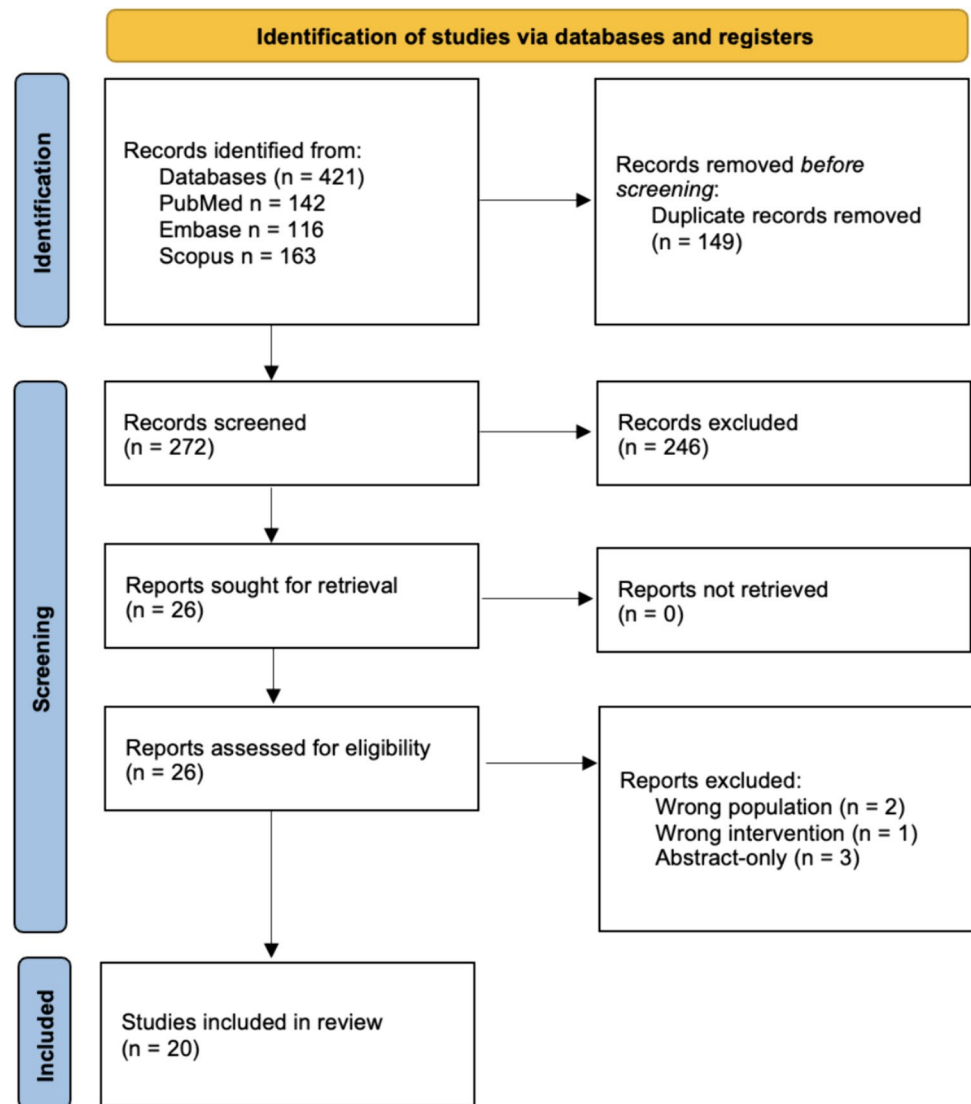 Identification of studies via databases and registers
Identification
Records identified from:
Databases (n = 421)
PubMed n = 142
Embase n = 116
Scopus n = 163
Records removed before
screening:
Duplicate records removed
(n = 149)
Screening
Records screened
(n = 272)
Records excluded
(n = 246)
Reports sought for retrieval
(n = 26)
Reports not retrieved
(n = 0)
Reports assessed for eligibility
(n = 26)
Reports excluded:
Wrong population (n = 2)
Wrong intervention (n = 1)
Abstract-only (n = 3)
Included
Studies included in review
(n = 20)